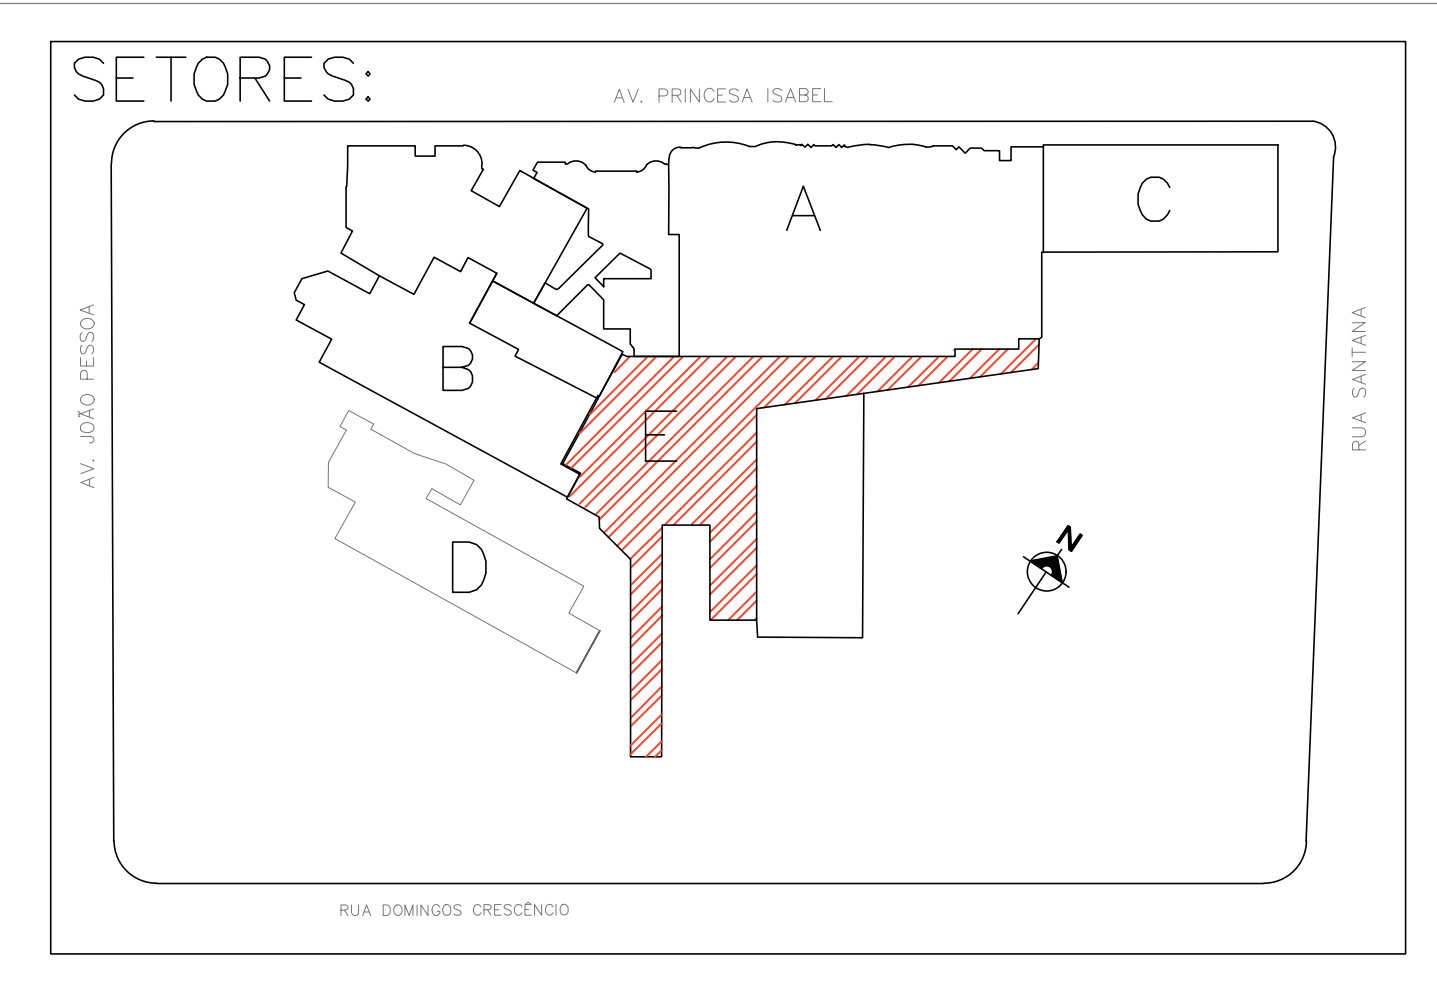 SETORES:
AV. PRINCESA ISABEL
A
C
B
E
D
N
AV. JOÃO PESSOA
RUA SANTANA
RUA DOMINGOS CRESCÊNCIO